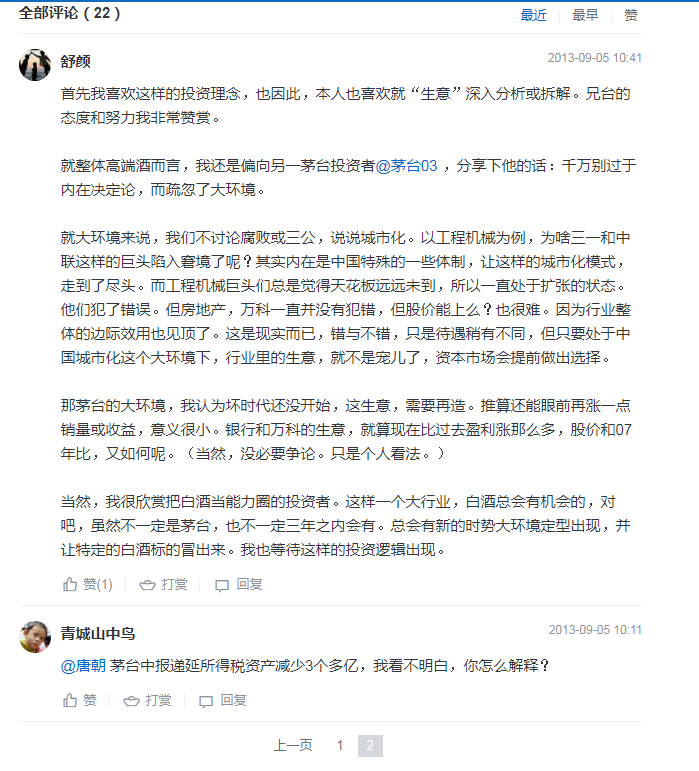 全部评论（22）
最近 最早 赞
舒颜
2013-09-05 10:41
首先我喜欢这样的投资理念，也因此，本人也喜欢就“生意”深入分析或拆解。兄台的
态度和努力我非常赞赏。
就整体高端酒而言，我还是偏向另一茅台投资者@茅台03 ，分享下他的话：千万别过于
内在决定论，而疏忽了大环境。
就大环境来说，我们不讨论腐败或三公，说说城市化。以工程机械为例，为啥三一和中
联这样的巨头陷入窘境了呢？其实内在是中国特殊的一些体制，让这样的城市化模式，
走到了尽头。而工程机械巨头们总是觉得天花板远远未到，所以一直处于扩张的状态。
他们犯了错误。但房地产，万科一直并没有犯错，但股价能上么？也很难。因为行业整
体的边际效用也见顶了。这是现实而已，错与不错，只是待遇稍有不同，但只要处于中
国城市化这个大环境下，行业里的生意，就不是宠儿了，资本市场会提前做出选择。
那茅台的大环境，我认为坏时代还没开始，这生意，需要再造。推算还能眼前再涨一点
销量或收益，意义很小。银行和万科的生意，就算现在比过去盈利涨那么多，股价和07
年比，又如何呢。（当然，没必要争论。只是个人看法。）
当然，我很欣赏把白酒当能力圈的投资者。这样一个大行业，白酒总会有机会的，对
吧，虽然不一定是茅台，也不一定三年之内会有。总会有新的时势大环境定型出现，并
让特定的白酒标的冒出来。我也等待这样的投资逻辑出现。
赞(1) 打赏 回复
青城山中鸟
2013-09-05 10:11
@唐朝 茅台中报递延所得税资产减少3个多亿，我看不明白，你怎么解释？
赞 打赏 回复
上一页 1 2